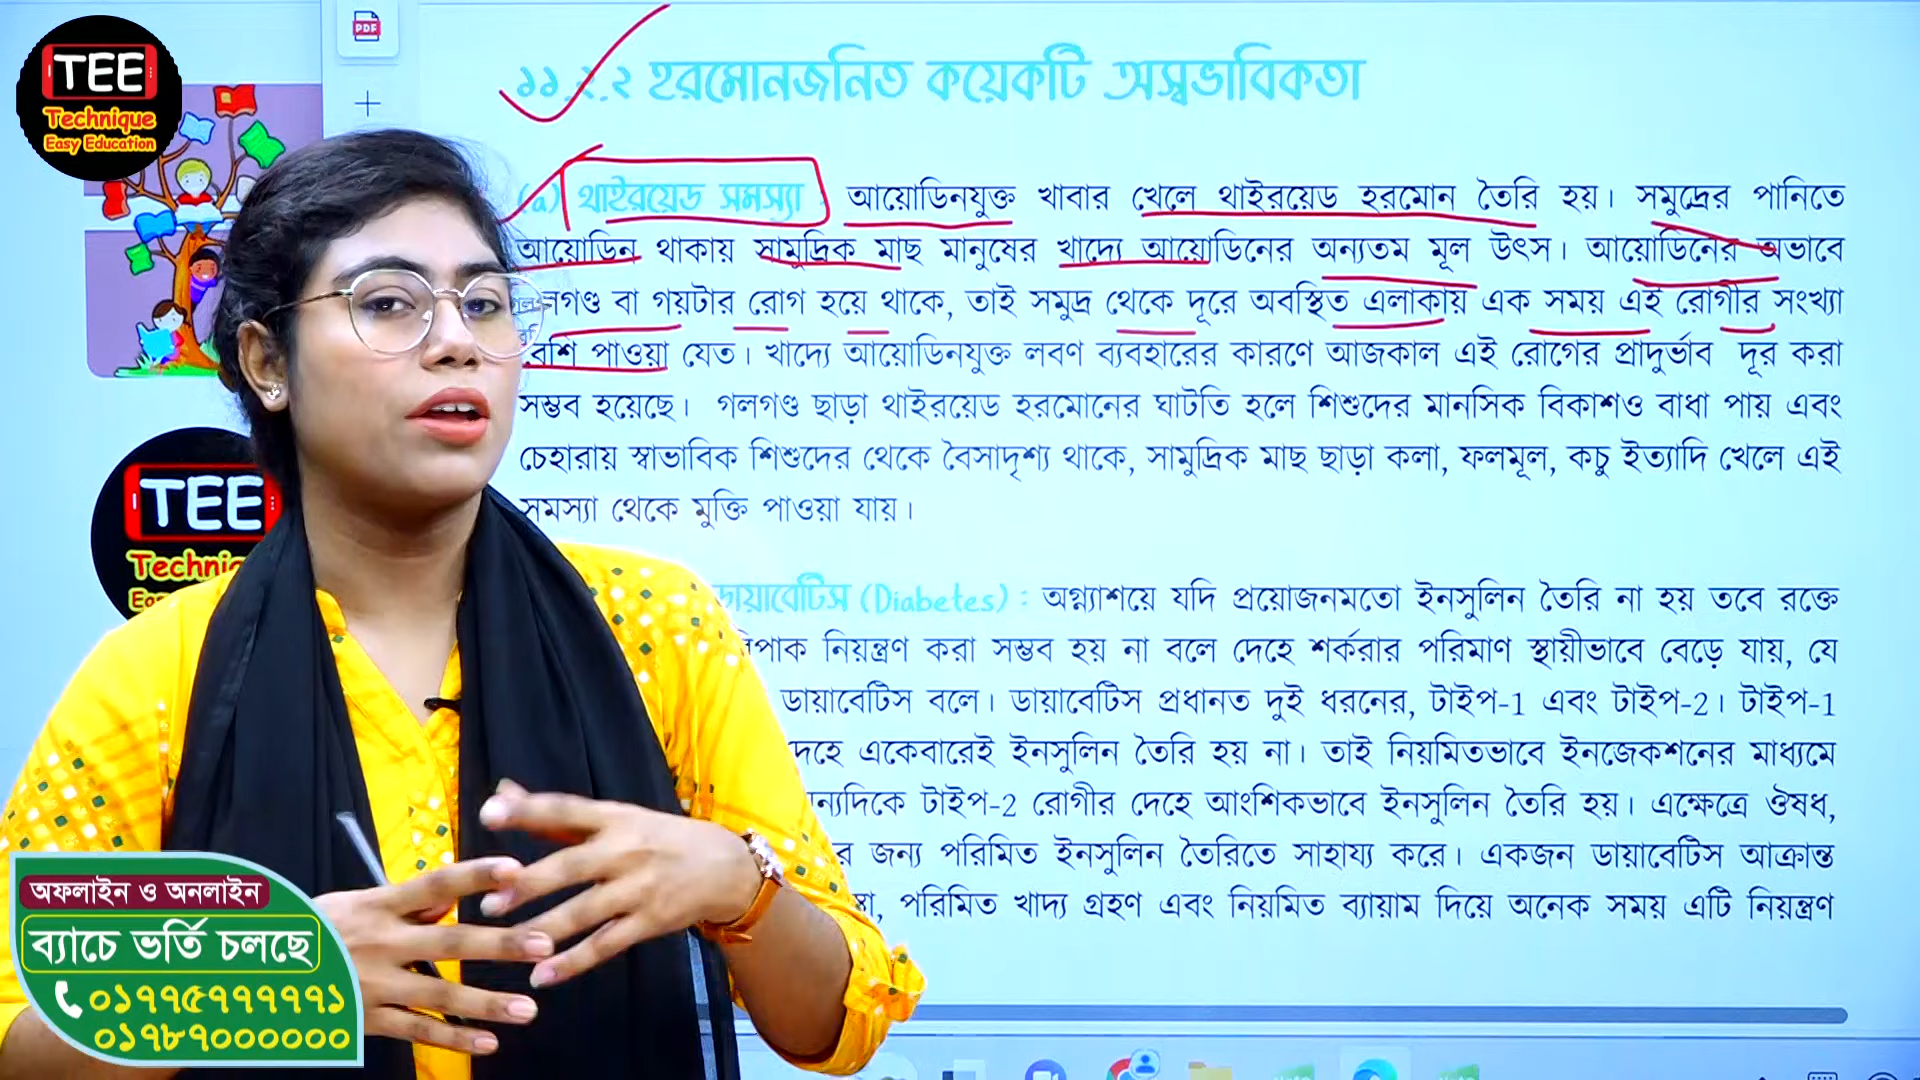 TEE
Technique
Easy Education
PDF
১১.২.২ হরমোনজনিত কয়েকটি অস্বভাবিকতা
(a) থাইরয়েড সমস্যা : আয়োডিনযুক্ত খাবার খেলে থাইরয়েড হরমোন তৈরি হয়। সমুদ্রের পানিতে
আয়োডিন থাকায় সামুদ্রিক মাছ মানুষের খাদ্যে আয়োডিনের অন্যতম মূল উৎস। আয়োডিনের অভাবে
গলগণ্ড বা গয়টার রোগ হয়ে থাকে, তাই সমুদ্র থেকে দূরে অবস্থিত এলাকায় এক সময় এই রোগীর সংখ্যা
বেশি পাওয়া যেত। খাদ্যে আয়োডিনযুক্ত লবণ ব্যবহারের কারণে আজকাল এই রোগের প্রাদুর্ভাব দূর করা
সম্ভব হয়েছে। গলগণ্ড ছাড়া থাইরয়েড হরমোনের ঘাটতি হলে শিশুদের মানসিক বিকাশও বাধা পায় এবং
চেহারায় স্বাভাবিক শিশুদের থেকে বৈসাদৃশ্য থাকে, সামুদ্রিক মাছ ছাড়া কলা, ফলমূল, কচু ইত্যাদি খেলে এই
সমস্যা থেকে মুক্তি পাওয়া যায়।
TEE
ডায়াবেটিস (Diabetes) : অগ্ন্যাশয়ে যদি প্রয়োজনমতো ইনসুলিন তৈরি না হয় তবে রক্তে
নিয়ন্ত্রণ করা সম্ভব হয় না বলে দেহে শর্করার পরিমাণ স্থায়ীভাবে বেড়ে যায়, যে
ডায়াবেটিস বলে। ডায়াবেটিস প্রধানত দুই ধরনের, টাইপ-1 এবং টাইপ-2। টাইপ-1
দেহে একেবারেই ইনসুলিন তৈরি হয় না। তাই নিয়মিতভাবে ইনজেকশনের মাধ্যমে
ন্যদিকে টাইপ-2 রোগীর দেহে আংশিকভাবে ইনসুলিন তৈরি হয়। এক্ষেত্রে ঔষধ,
র জন্য পরিমিত ইনসুলিন তৈরিতে সাহায্য করে। একজন ডায়াবেটিস আক্রান্ত
পরিমিত খাদ্য গ্রহণ এবং নিয়মিত ব্যায়াম দিয়ে অনেক সময় এটি নিয়ন্ত্রণ
অফলাইন ও অনলাইন
ব্যাচে ভর্তি চলছে
০১৭৭৫৭৭৭৭৭১
০১৭৮৭০০০০০০